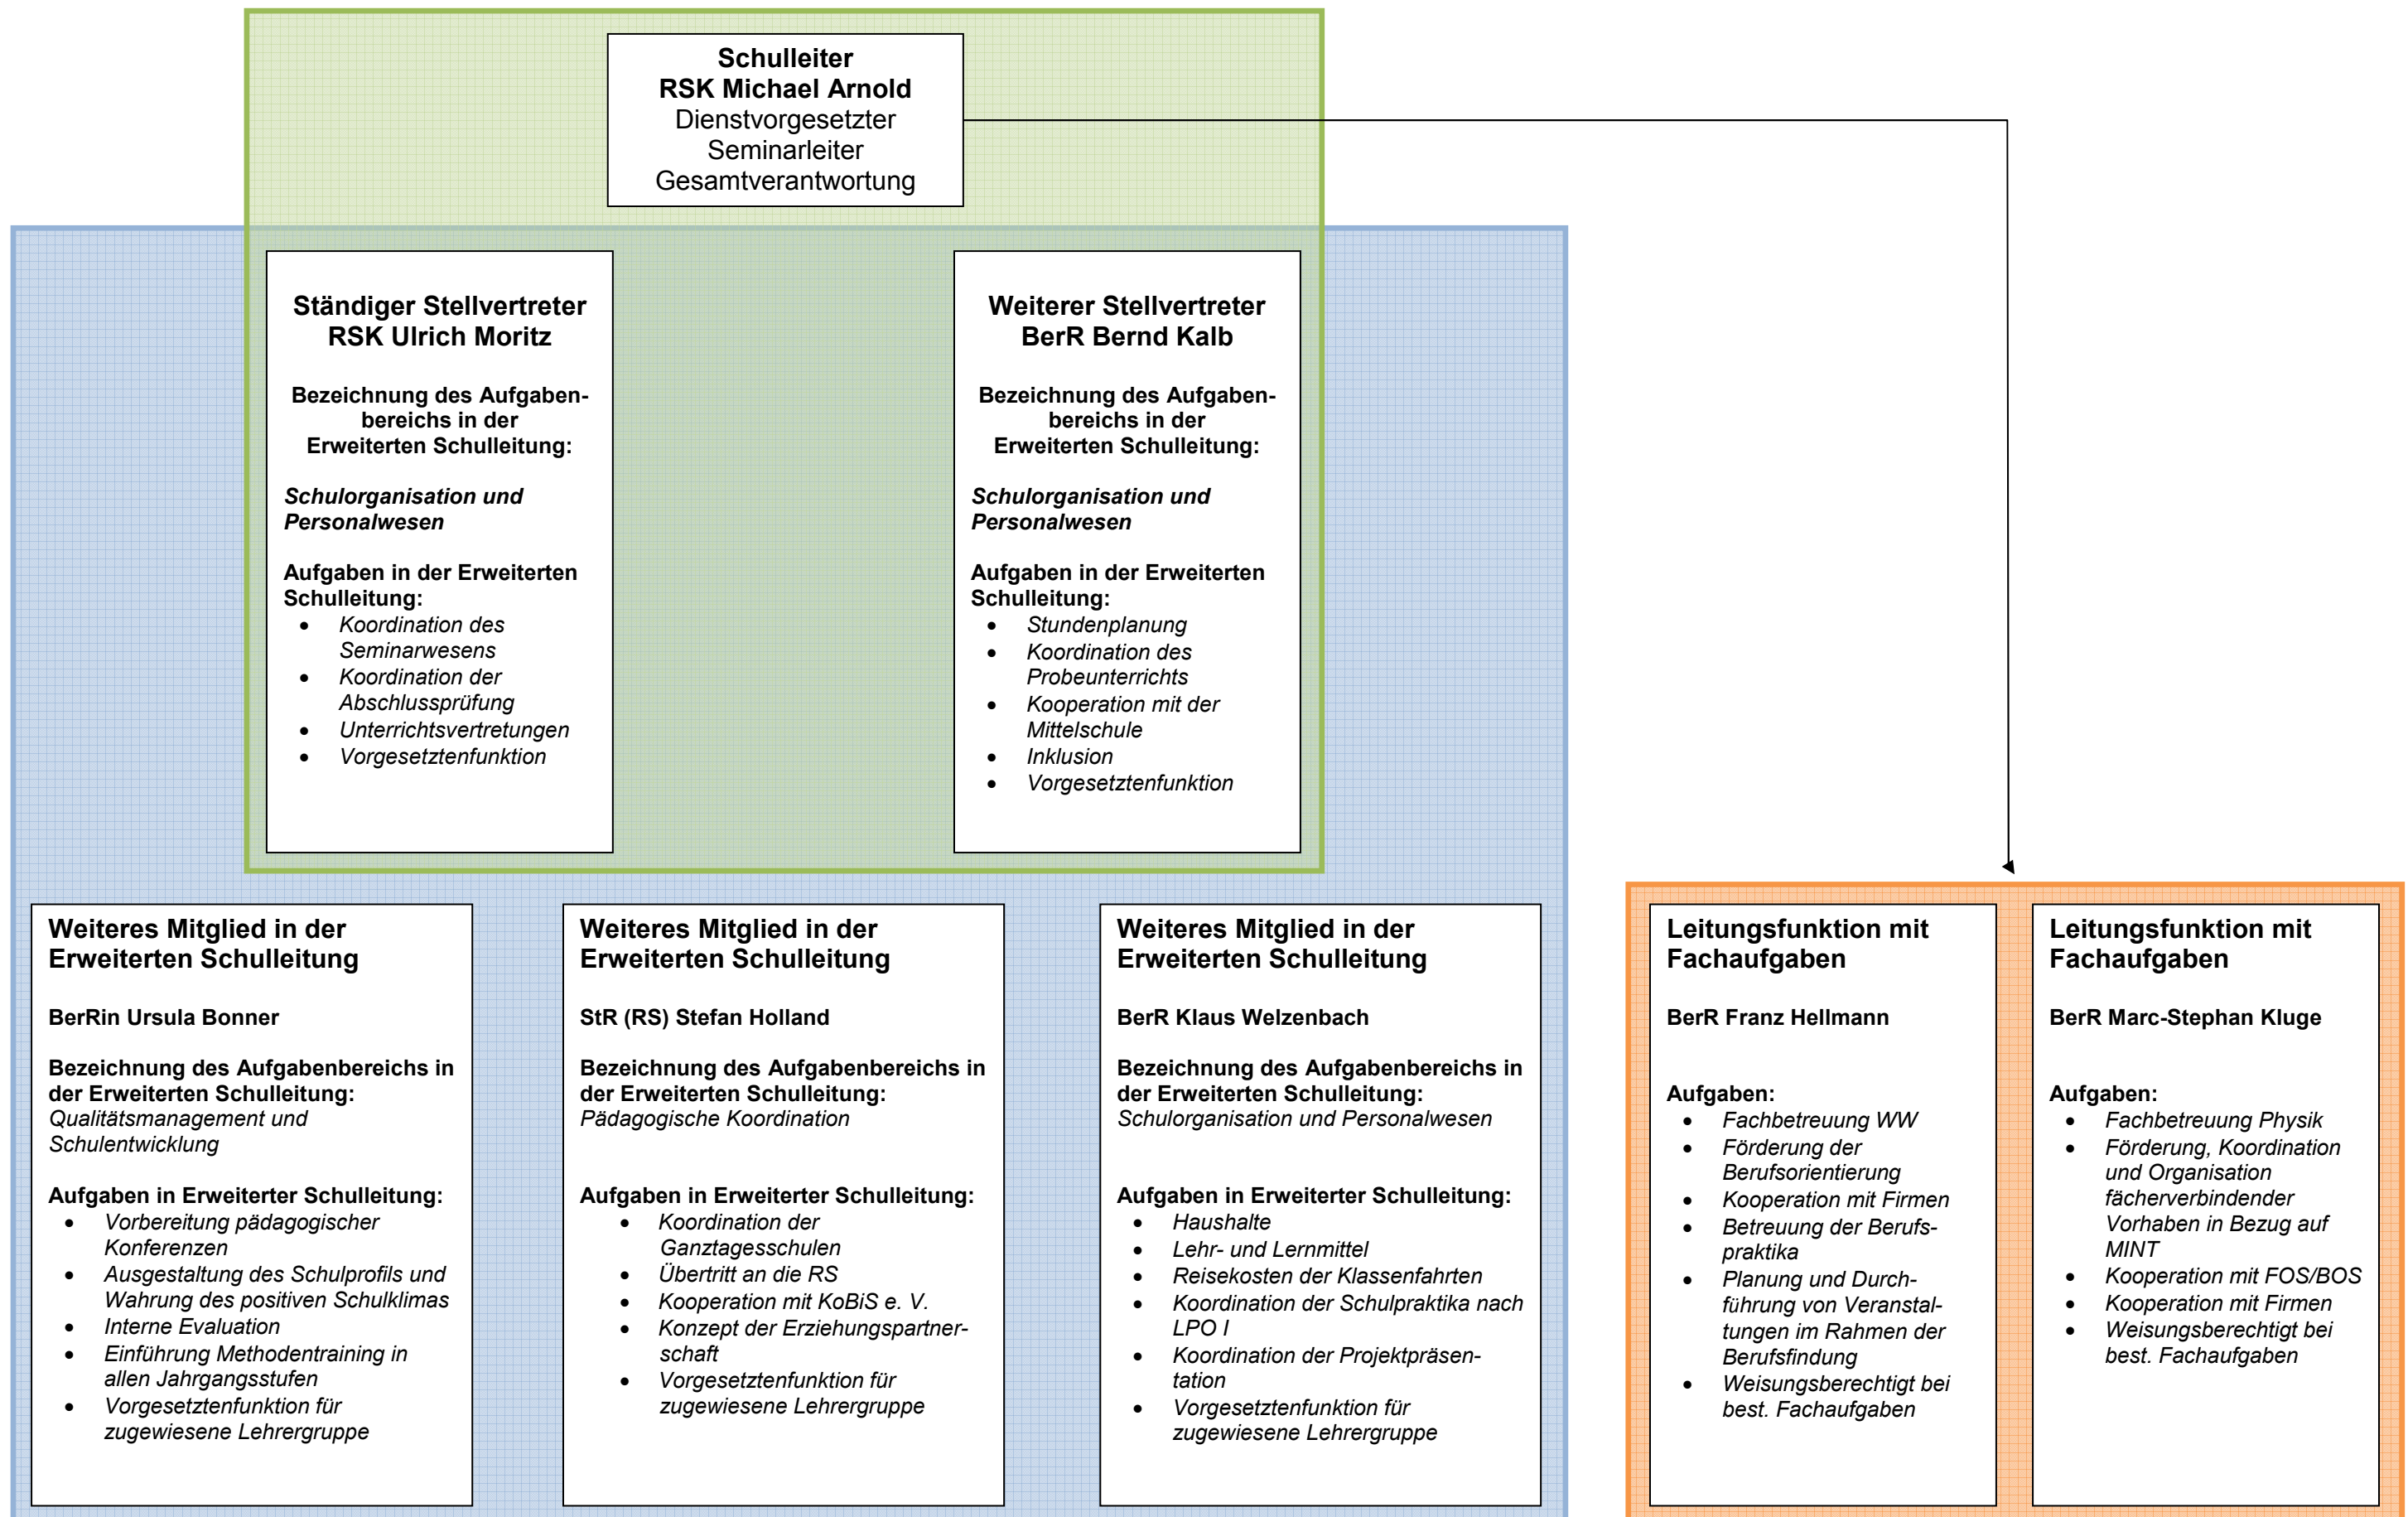 Schulleiter
RSK Michael Arnold
Dienstvorgesetzter
Seminarleiter
Gesamtverantwortung
Ständiger Stellvertreter
RSK Ulrich Moritz
Bezeichnung des Aufgaben-
bereichs in der
Erweiterten Schulleitung:
Schulorganisation und
Personalwesen
Aufgaben in der Erweiterten
Schulleitung:
• Koordination des
Seminarwesens
• Koordination der
Abschlussprüfung
• Unterrichtsvertretungen
• Vorgesetztenfunktion
Weiterer Stellvertreter
BerR Bernd Kalb
Bezeichnung des Aufgaben-
bereichs in der
Erweiterten Schulleitung:
Schulorganisation und
Personalwesen
Aufgaben in der Erweiterten
Schulleitung:
• Stundenplanung
• Koordination des
Probeunterrichts
• Kooperation mit der
Mittelschule
• Inklusion
• Vorgesetztenfunktion
Weiteres Mitglied in der
Erweiterten Schulleitung
BerRin Ursula Bonner
Bezeichnung des Aufgabenbereichs in
der Erweiterten Schulleitung:
Qualitätsmanagement und
Schulentwicklung
Aufgaben in Erweiterter Schulleitung:
• Vorbereitung pädagogischer
Konferenzen
• Ausgestaltung des Schulprofils und
Wahrung des positiven Schulklimas
• Interne Evaluation
• Einführung Methodentraining in
allen Jahrgangsstufen
• Vorgesetztenfunktion für
zugewiesene Lehrergruppe
Weiteres Mitglied in der
Erweiterten Schulleitung
StR (RS) Stefan Holland
Bezeichnung des Aufgabenbereichs in
der Erweiterten Schulleitung:
Pädagogische Koordination
Aufgaben in Erweiterter Schulleitung:
• Koordination der
Ganztagesschulen
• Übertritt an die RS
• Kooperation mit KoBiS e. V.
• Konzept der Erziehungspartner-
schaft
• Vorgesetztenfunktion für
zugewiesene Lehrergruppe
Weiteres Mitglied in der
Erweiterten Schulleitung
BerR Klaus Welzenbach
Bezeichnung des Aufgabenbereichs in
der Erweiterten Schulleitung:
Schulorganisation und Personalwesen
Aufgaben in Erweiterter Schulleitung:
• Haushalte
• Lehr- und Lernmittel
• Reisekosten der Klassenfahrten
• Koordination der Schulpraktika nach
LPO I
• Koordination der Projektpräsen-
tation
• Vorgesetztenfunktion für
zugewiesene Lehrergruppe
Leitungsfunktion mit
Fachaufgaben
BerR Franz Hellmann
Aufgaben:
• Fachbetreuung WW
• Förderung der
Berufsorientierung
• Kooperation mit Firmen
• Betreuung der Berufs-
praktika
• Planung und Durch-
führung von Veranstal-
tungen im Rahmen der
Berufsfindung
• Weisungsberechtigt bei
best. Fachaufgaben
Leitungsfunktion mit
Fachaufgaben
BerR Marc-Stephan Kluge
Aufgaben:
• Fachbetreuung Physik
• Förderung, Koordination
und Organisation
fächerverbindender
Vorhaben in Bezug auf
MINT
• Kooperation mit FOS/BOS
• Kooperation mit Firmen
• Weisungsberechtigt bei
best. Fachaufgaben